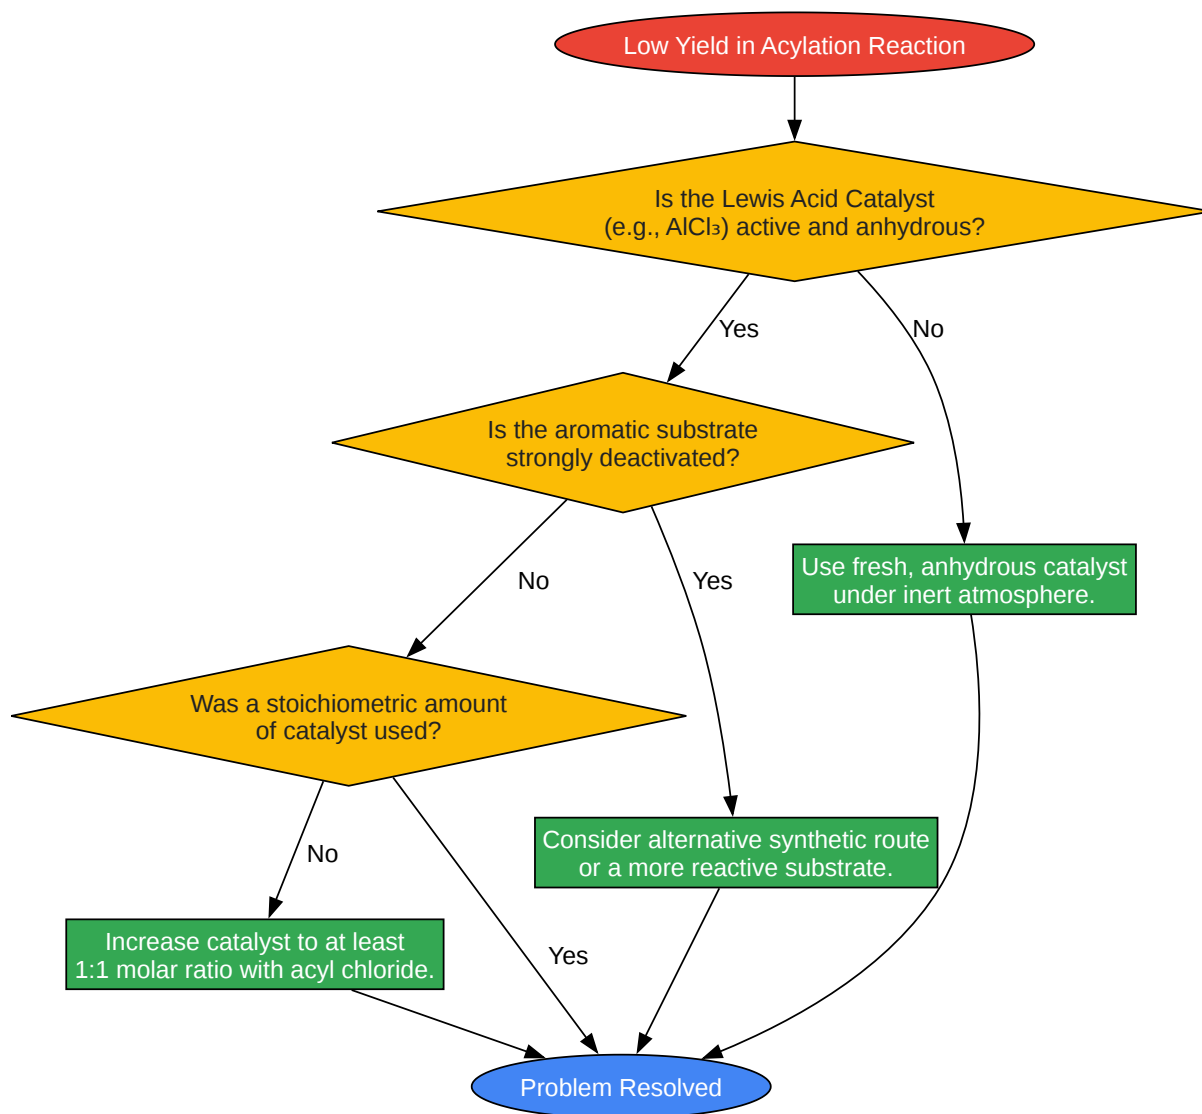 Low Yield in Acylation Reaction
Is the Lewis Acid Catalyst
(e.g., AlCl₃) active and anhydrous?
Yes
No
Is the aromatic substrate
strongly deactivated?
No
Yes
Use fresh, anhydrous catalyst
under inert atmosphere.
Was a stoichiometric amount
of catalyst used?
No
Yes
Consider alternative synthetic route
or a more reactive substrate.
Increase catalyst to at least
1:1 molar ratio with acyl chloride.
Problem Resolved